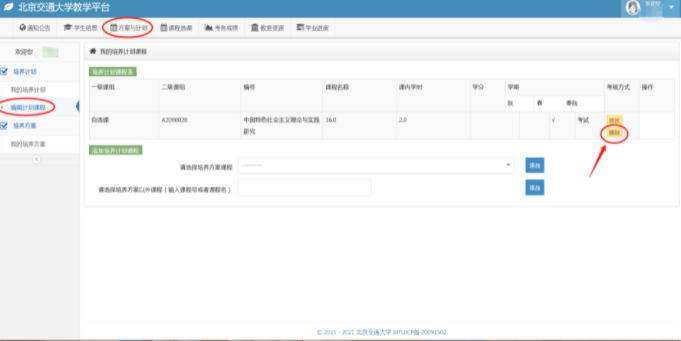 北京交通大学教学平台
通知公告 学生信息 方案与计划 课程选课 考务成绩 教室资源 学业进度
欢迎您:
培养计划
我的培养计划
编辑计划课程
培养方案
我的培养方案
我的培养计划课程
培养计划课程表
一级课组 二级课组 编号 课程名称 课内学时 学分 学期 考核方式 操作
秋 春 春秋
自选课 A209002B 中国特色社会主义理论与实践研究 36.0 2.0 √ 考试 修改
删除
添加培养计划课程
请选择培养方案课程 添加
请选择培养方案以外课程(输入课程号或者课程名) 添加
© 2011 - 2021 北京交通大学 BJTUICP备 20091502